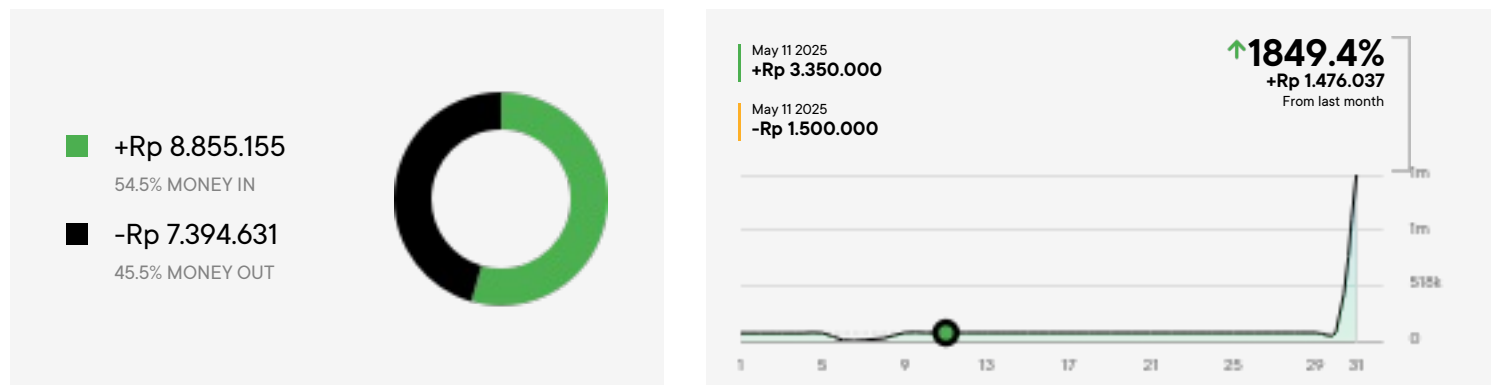 +Rp 8.855.155
54.5% MONEY IN
-Rp 7.394.631
45.5% MONEY OUT
May 11 2025
+Rp 3.350.000
May 11 2025
-Rp 1.500.000
1849.4%
+Rp 1.476.037
From last month
1m
1m
518k
0
1 5 9 13 17 21 25 29 31